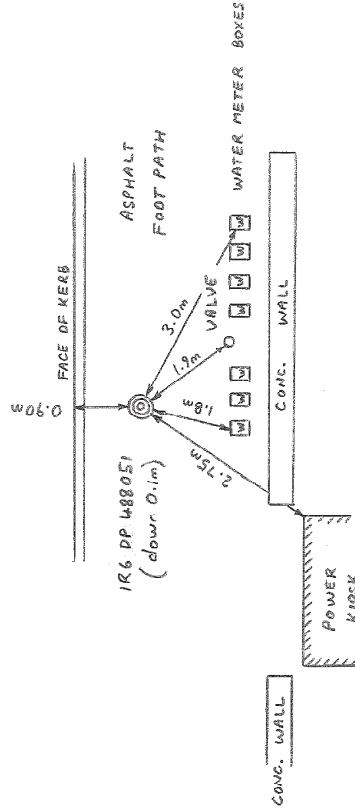 FACE OF KERB
0.90m
ASPHALT
FOOT PATH
IR6 DP.488051
(down 0.1m)
3.0m
VALVE
1.9m
1.8m
2.75m
WATER METER BOXES
W
W
W
W
W
W
W
CONC. WALL
POWER
KIOSK
CONC. WALL